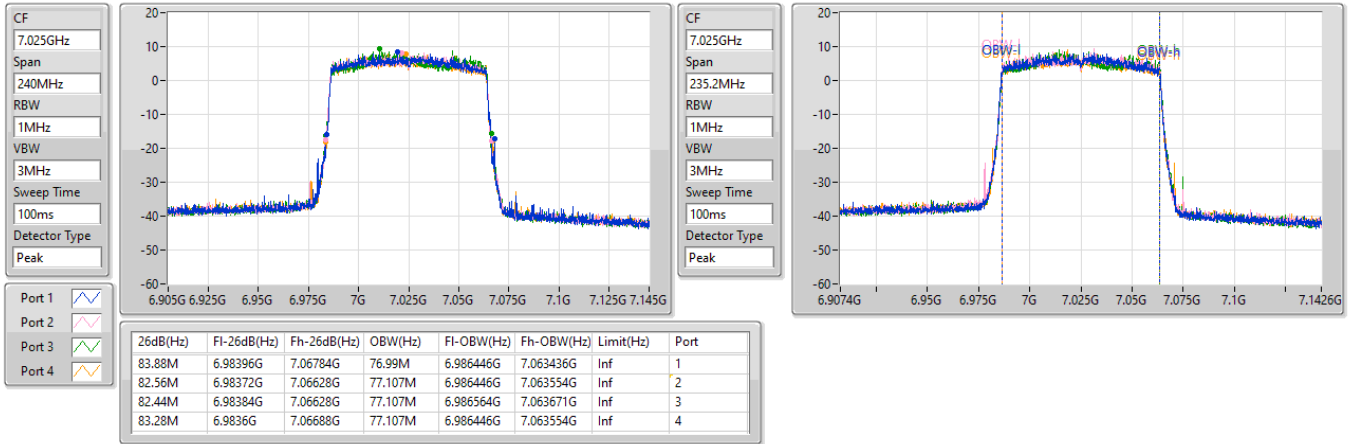 CF
7.025GHz
Span
240MHz
RBW
1MHz
VBW
3MHz
Sweep Time
100ms
Detector Type
Peak
20
10
0
-10
-20
-30
-40
-50
-60
6.905G 6.925G 6.95G 6.975G 7G 7.025G 7.05G 7.075G 7.1G 7.125G 7.145G
CF
7.025GHz
Span
235.2MHz
RBW
1MHz
VBW
3MHz
Sweep Time
100ms
Detector Type
Peak
20
10
0
-10
-20
-30
-40
-50
-60
OBW-l OBW-h
6.9074G 6.95G 6.975G 7G 7.025G 7.05G 7.075G 7.1G 7.1426G
Port 1
Port 2
Port 3
Port 4
26dB(Hz) Fl-26dB(Hz) Fh-26dB(Hz) OBW(Hz) Fl-OBW(Hz) Fh-OBW(Hz) Limit(Hz) Port
83.88M 6.98396G 7.06784G 76.99M 6.986446G 7.063436G Inf 1
82.56M 6.98372G 7.06628G 77.107M 6.986446G 7.063554G Inf 2
82.44M 6.98384G 7.06628G 77.107M 6.986564G 7.063671G Inf 3
83.28M 6.9836G 7.06688G 77.107M 6.986446G 7.063554G Inf 4